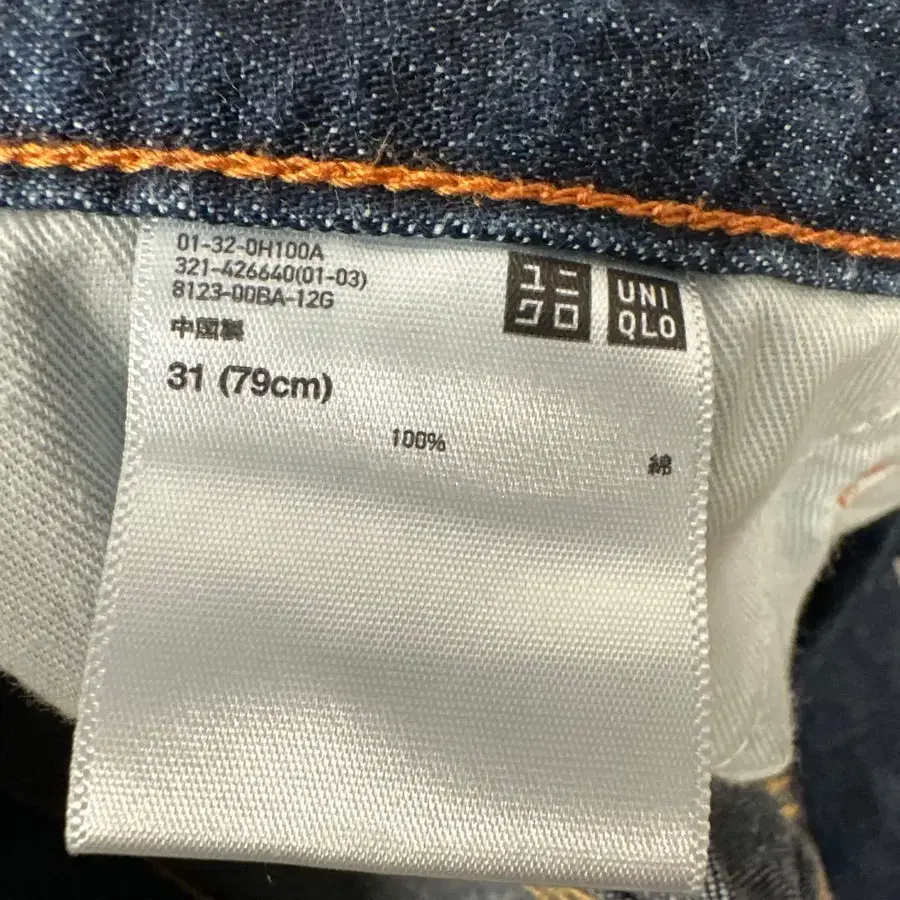 01-32-0H100A
321-426640(01-03)
8123-00BA-12G
中国製
31 (79cm)
100%
綿
ユニ
クロ
UNI
QLO